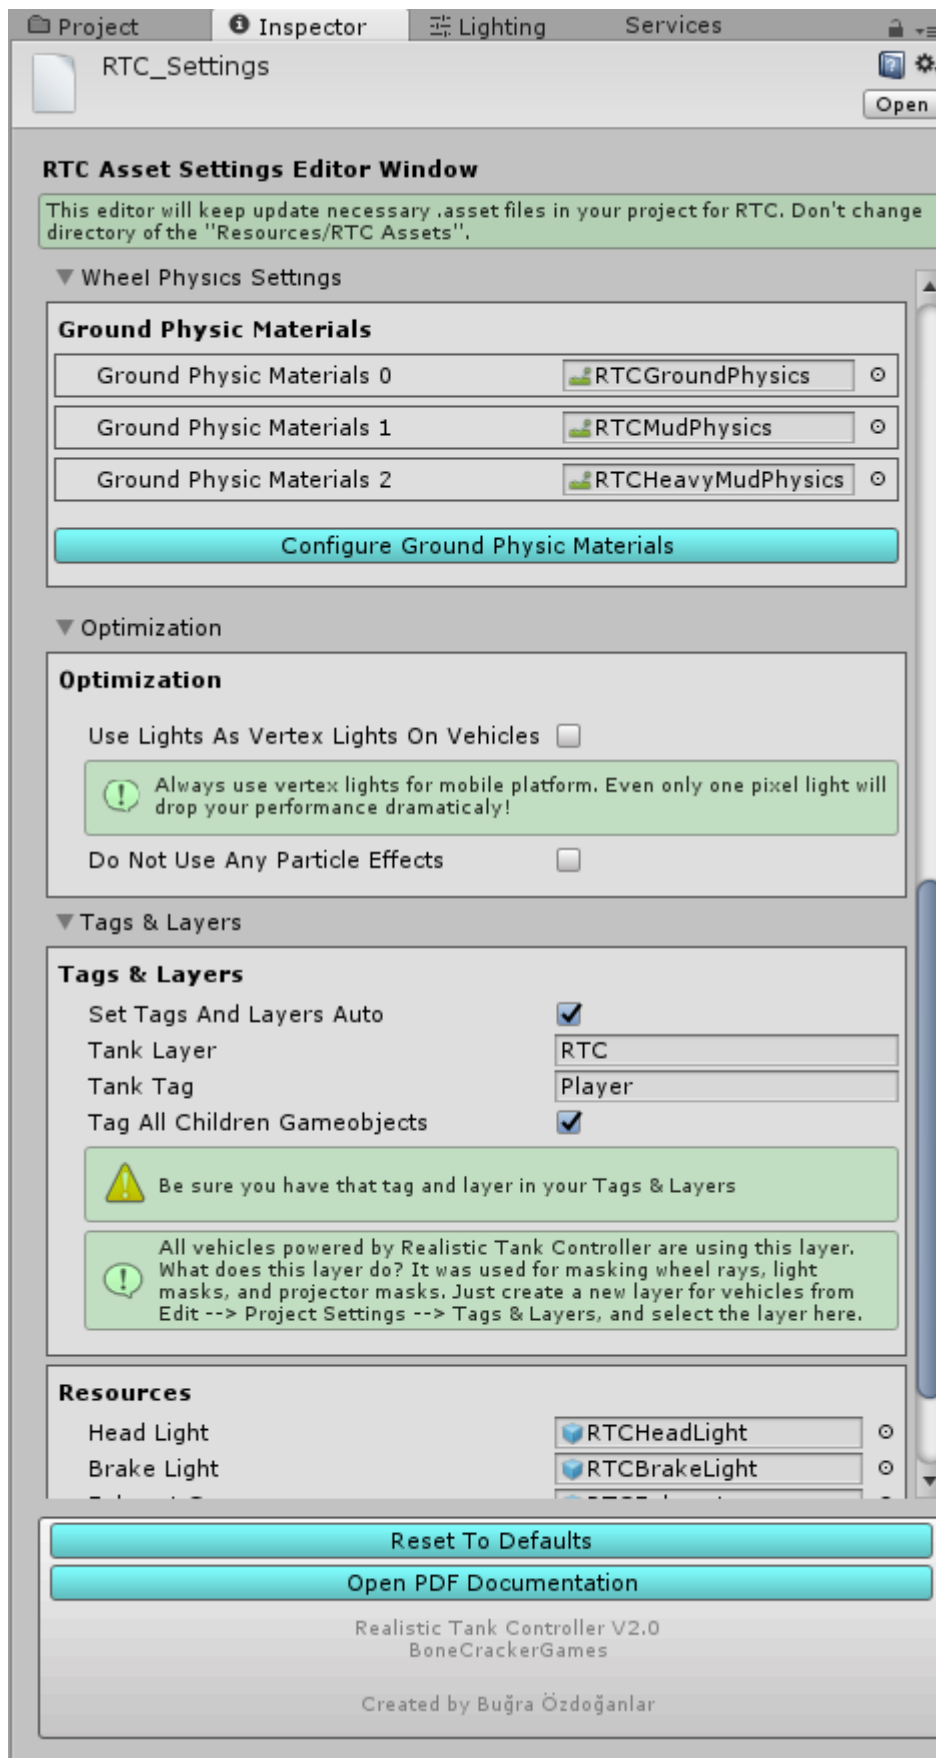 Project Inspector Lighting Services
RTC_Settings
Open
RTC Asset Settings Editor Window
This editor will keep update necessary .asset files in your project for RTC. Don't change
directory of the "Resources/RTC Assets".
Wheel Physics Settings
Ground Physic Materials
Ground Physic Materials 0 RTCGroundPhysics
Ground Physic Materials 1 RTCMudPhysics
Ground Physic Materials 2 RTCHeavyMudPhysics
Configure Ground Physic Materials
Optimization
Optimization
Use Lights As Vertex Lights On Vehicles
Always use vertex lights for mobile platform. Even only one pixel light will
drop your performance dramaticaly!
Do Not Use Any Particle Effects
Tags & Layers
Tags & Layers
Set Tags And Layers Auto
Tank Layer RTC
Tank Tag Player
Tag All Children Gameobjects
Be sure you have that tag and layer in your Tags & Layers
All vehicles powered by Realistic Tank Controller are using this layer.
What does this layer do? It was used for masking wheel rays, light
masks, and projector masks. Just create a new layer for vehicles from
Edit --> Project Settings --> Tags & Layers, and select the layer here.
Resources
Head Light RTCHeadLight
Brake Light RTCBrakeLight
Reset To Defaults
Open PDF Documentation
Realistic Tank Controller V2.0
BoneCrackerGames
Created by Buğra Özdoğanlar